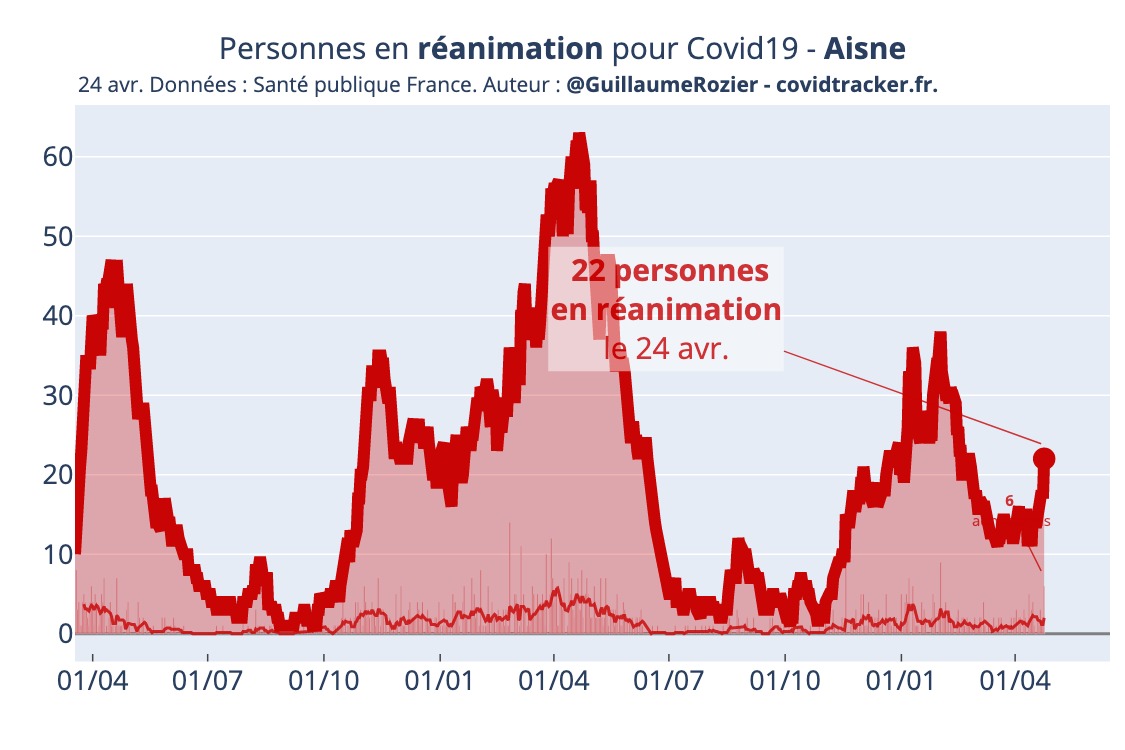 Personnes en réanimation pour Covid19 - Aisne
24 avr. Données : Santé publique France. Auteur : @GuillaumeRozier - covidtracker.fr.
60
50
40
30
20
10
0
22 personnes
en réanimation
le 24 avr.
6
01/04 01/07 01/10 01/01 01/04 01/07 01/10 01/01 01/04